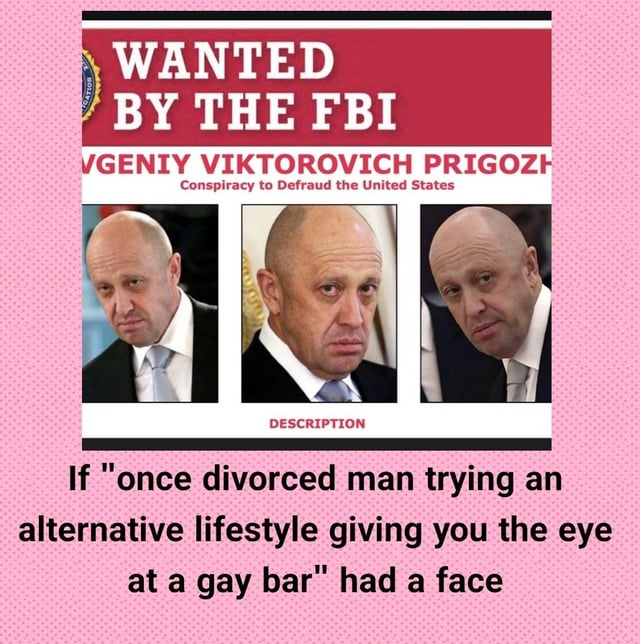 WANTED
BY THE FBI
VGENIY VIKTOROVICH PRIGOZH
Conspiracy to Defraud the United States
DESCRIPTION
If "once divorced man trying an
alternative lifestyle giving you the eye
at a gay bar" had a face